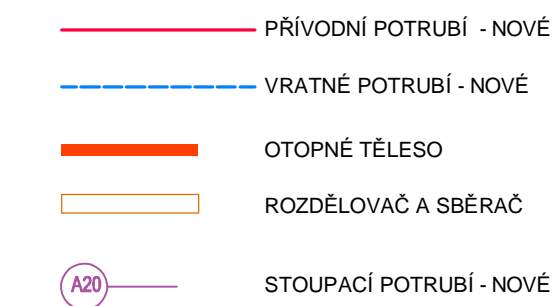 PŘÍVODNÍ POTRUBÍ - NOVÉ
VRATNÉ POTRUBÍ - NOVÉ
OTOPNÉ TĚLESO
ROZDĚLOVAČ A SBĚRAČ
A20 STOUPACÍ POTRUBÍ - NOVÉ